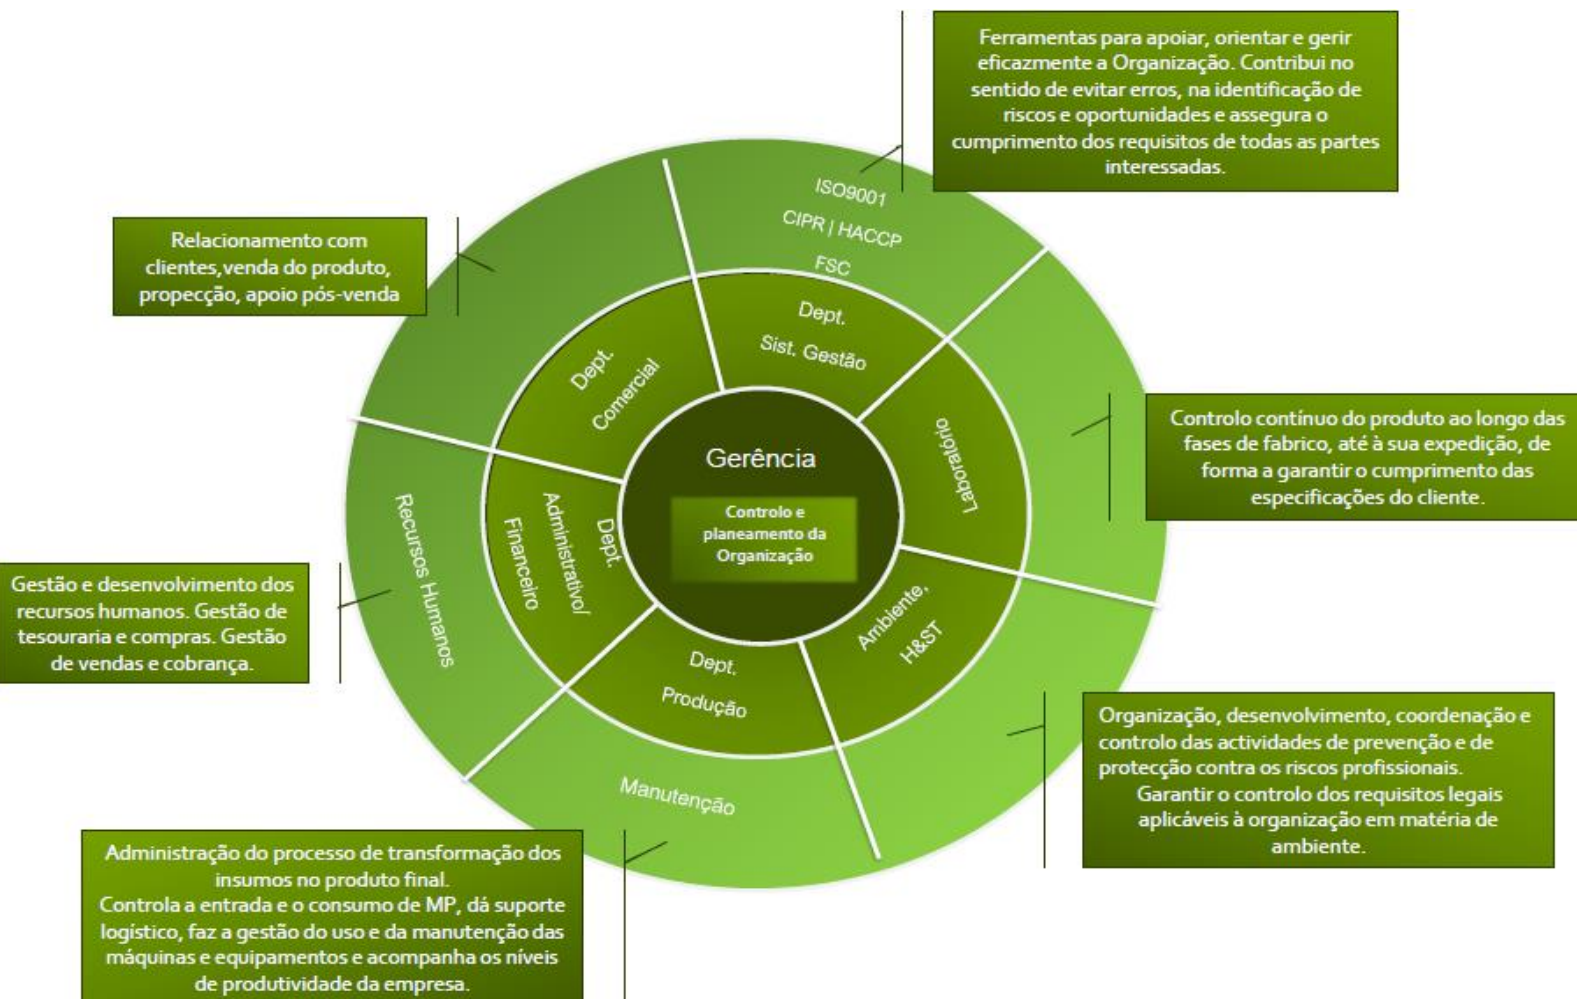 Ferramentas para apoiar, orientar e gerir
eficazmente a Organização. Contribui no
sentido de evitar erros, na identificação de
riscos e oportunidades e assegura o
cumprimento dos requisitos de todas as partes
interessadas.
ISO9001
CIPR | HACCP
FSC
Relacionamento com
clientes,venda do produto,
propecção, apoio pós-venda
Dept.
Sist. Gestão
Dept.
Comercial
Laboratório
Controlo contínuo do produto ao longo das
fases de fabrico, até à sua expedição, de
forma a garantir o cumprimento das
especificações do cliente.
Gerência
Controlo e
planeamento da
Organização
Recursos Humanos
Dept.
Administrativo/
Financeiro
Gestão e desenvolvimento dos
recursos humanos. Gestão de
tesouraria e compras. Gestão
de vendas e cobrança.
Ambiente,
H&ST
Dept.
Produção
Organização, desenvolvimento, coordenação e
controlo das actividades de prevenção e de
protecção contra os riscos profissionais.
Garantir o controlo dos requisitos legais
aplicáveis à organização em matéria de
ambiente.
Manutenção
Administração do processo de transformação dos
insumos no produto final.
Controla a entrada e o consumo de MP, dá suporte
logístico, faz a gestão do uso e da manutenção das
máquinas e equipamentos e acompanha os níveis
de produtividade da empresa.